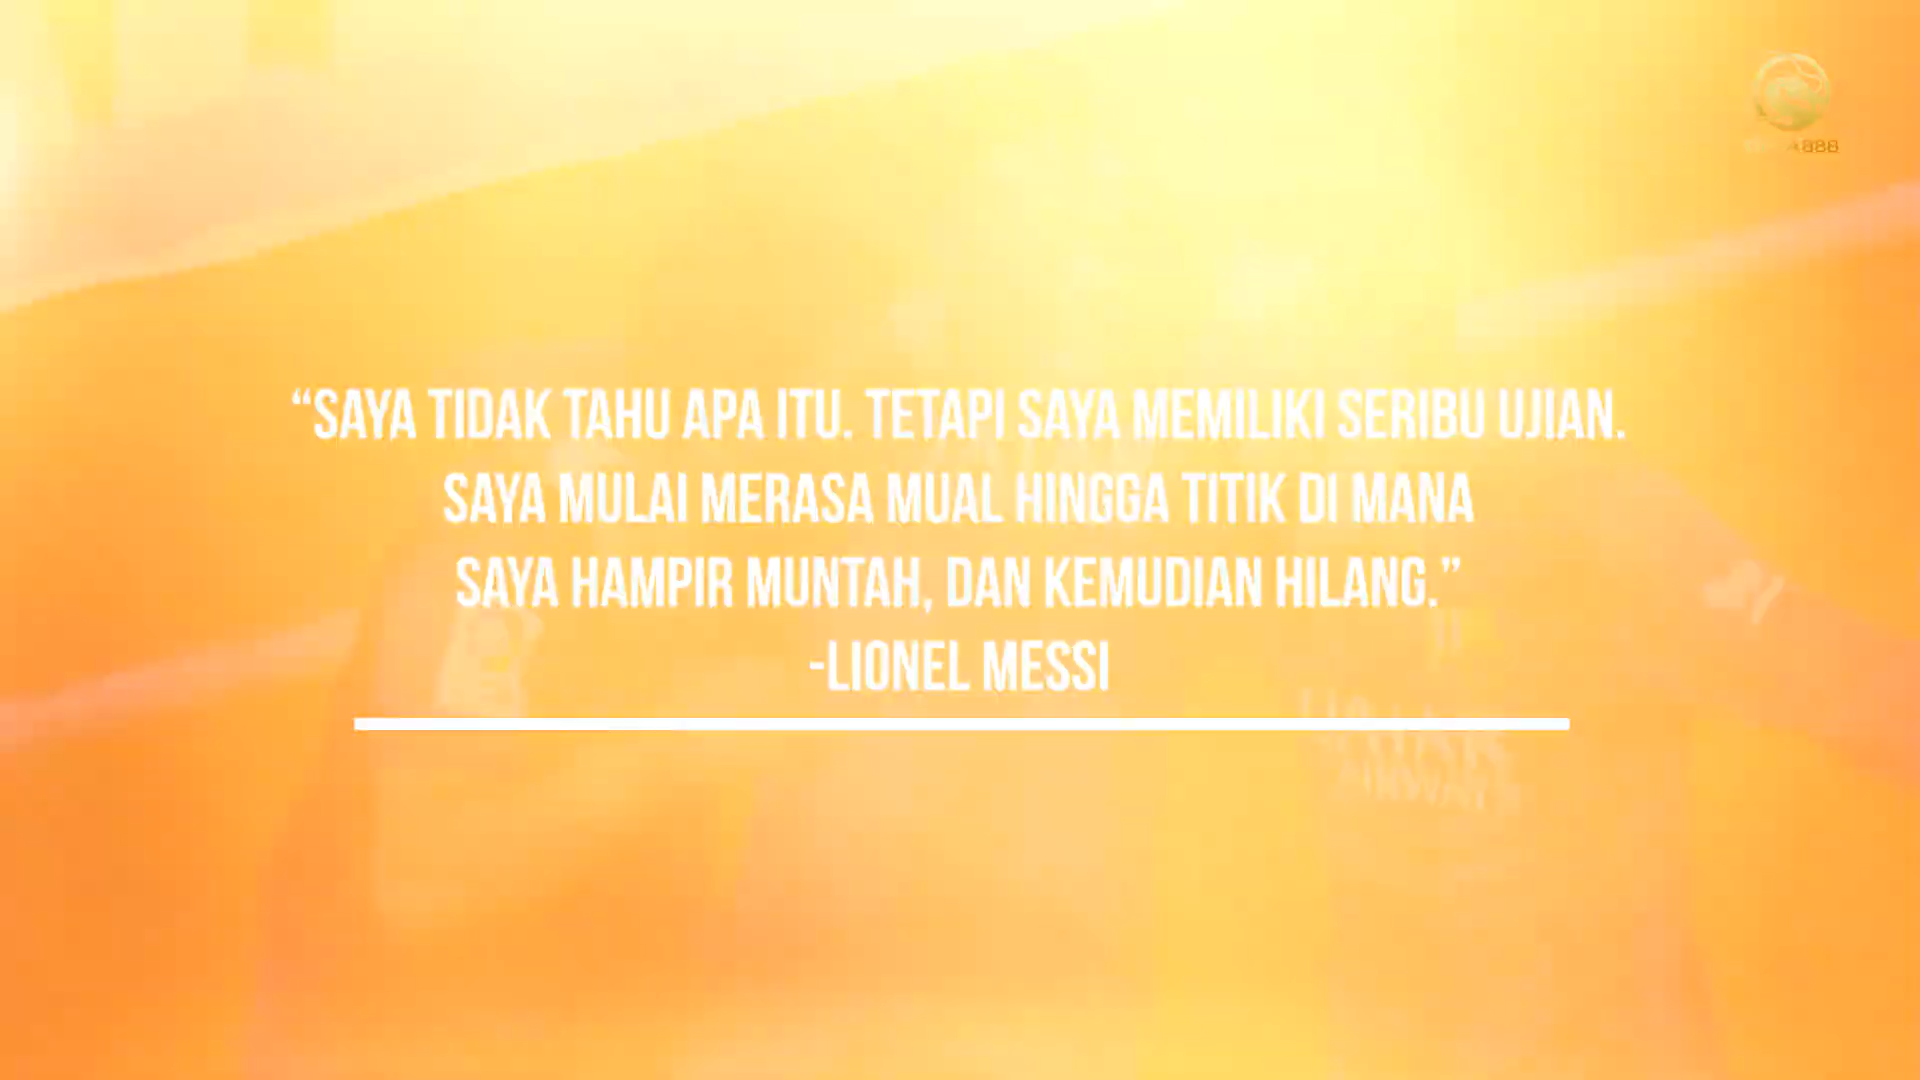 “SAYA TIDAK TAHU APA ITU. TETAPI SAYA MEMILIKI SERIBU UJIAN.
SAYA MULAI MERASA MUAL HINGGA TITIK DI MANA
SAYA HAMPIR MUNTAH, DAN KEMUDIAN HILANG.”
-LIONEL MESSI